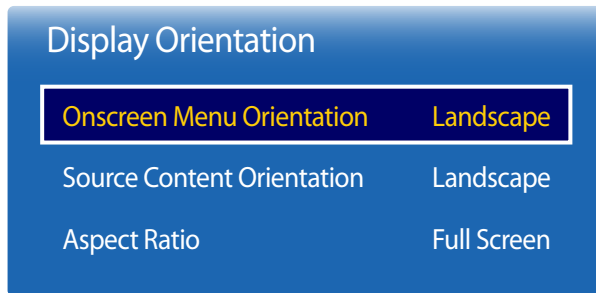 Display Orientation
Onscreen Menu Orientation Landscape
Source Content Orientation Landscape
Aspect Ratio Full Screen